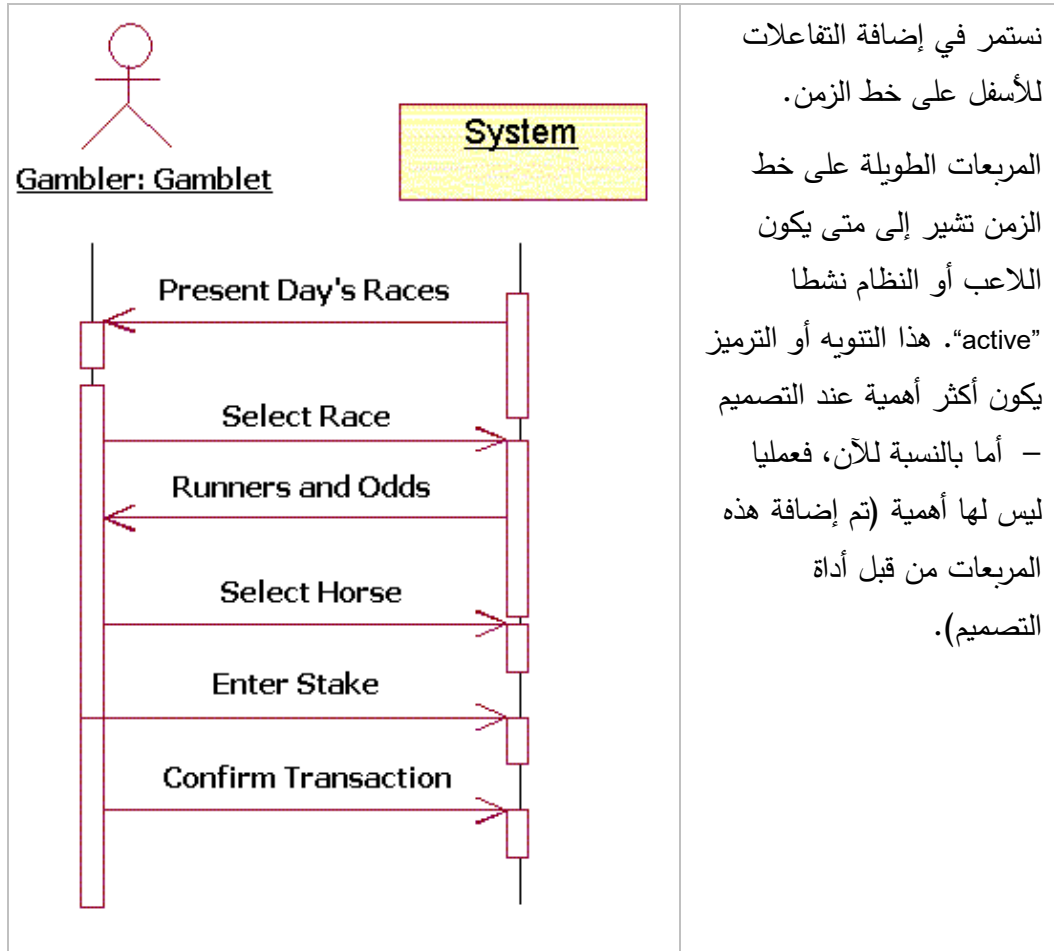 System
Gambler: Gamblet
Present Day's Races
Select Race
Runners and Odds
Select Horse
Enter Stake
Confirm Transaction
نستمر في إضافة التفاعلات
للأسفل على خط الزمن.
المربعات الطويلة على خط
الزمن تشير إلى متى يكون
اللاعب أو النظام نشطا
"active". هذا التنويه أو الترميز
يكون أكثر أهمية عند التصميم
– أما بالنسبة للآن، فعمليا
ليس لها أهمية (تم إضافة هذه
المربعات من قبل أداة
التصميم).